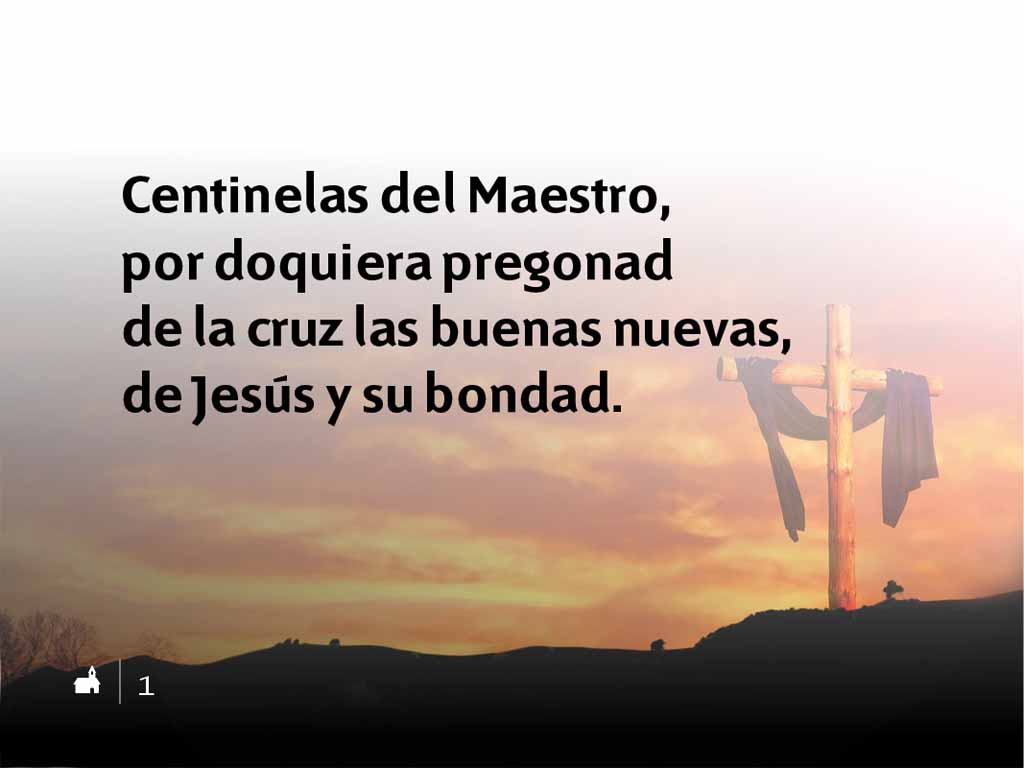 Centinelas del Maestro,
por doquiera pregonad
de la cruz las buenas nuevas,
de Jesús y su bondad.
1